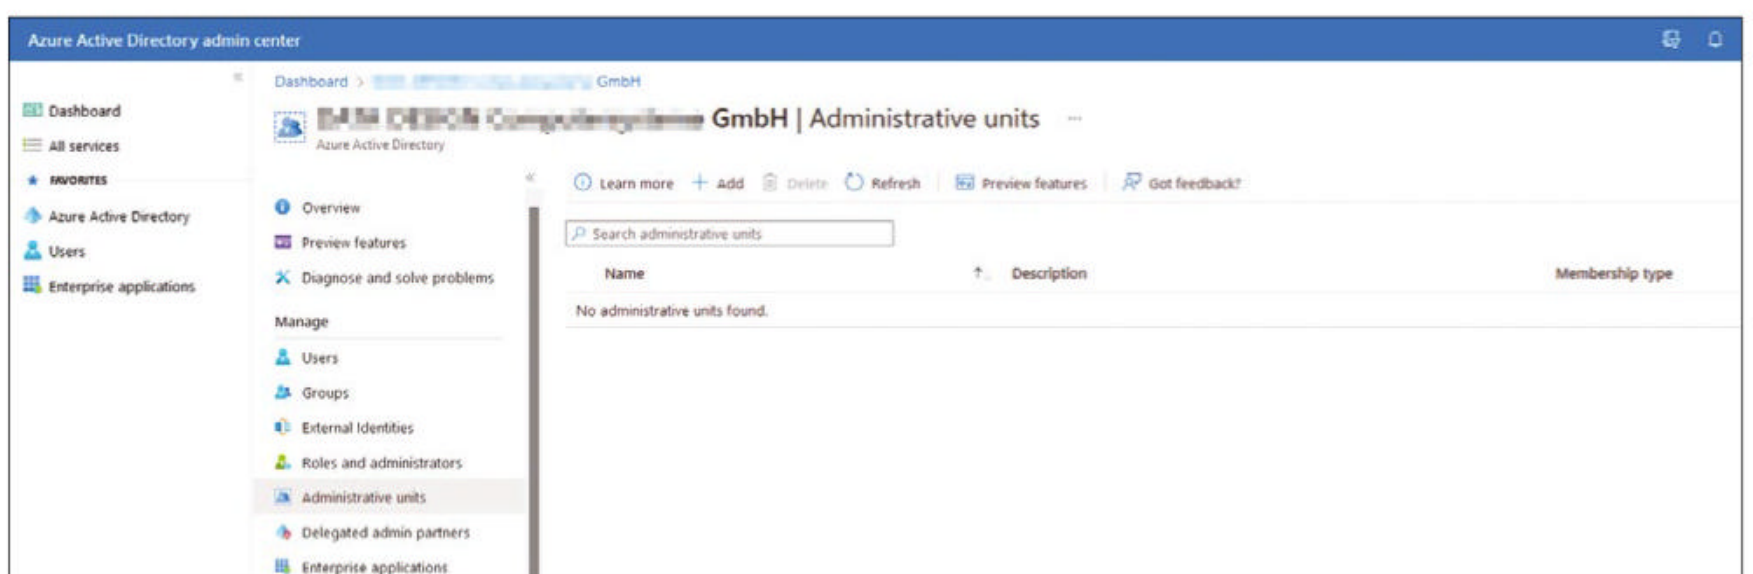 Azure Active Directory admin center
Dashboard > GmbH
GmbH | Administrative units ...
Azure Active Directory
Dashboard
All services
FAVORITES
Azure Active Directory
Users
Enterprise applications
Overview
Preview features
Diagnose and solve problems
Manage
Users
Groups
External Identities
Roles and administrators
Administrative units
Delegated admin partners
Enterprise applications
Learn more + Add Delete Refresh Preview features Got feedback?
Search administrative units
Name ↑ Description Membership type
No administrative units found.